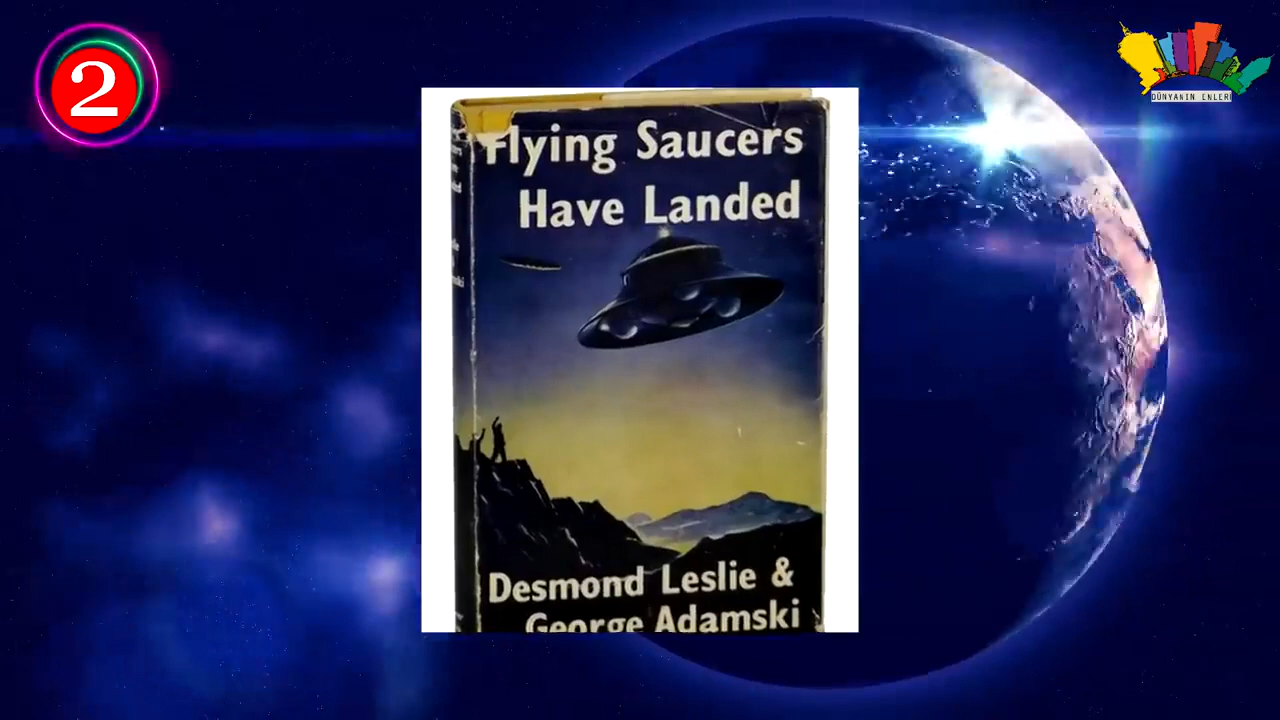 2
DÜNYANIN ENLERİ
Flying Saucers
Have Landed
Desmond Leslie &
George Adamski